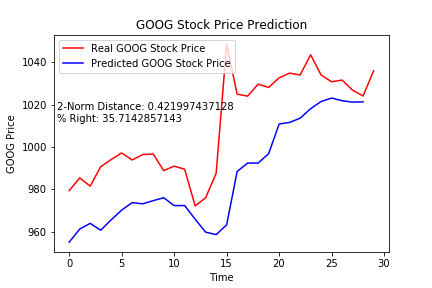 GOOG Stock Price Prediction
Real GOOG Stock Price
Predicted GOOG Stock Price
2-Norm Distance: 0.421997437128
% Right: 35.7142857143
GOOG Price
1040
1020
1000
980
960
0 5 10 15 20 25 30
Time